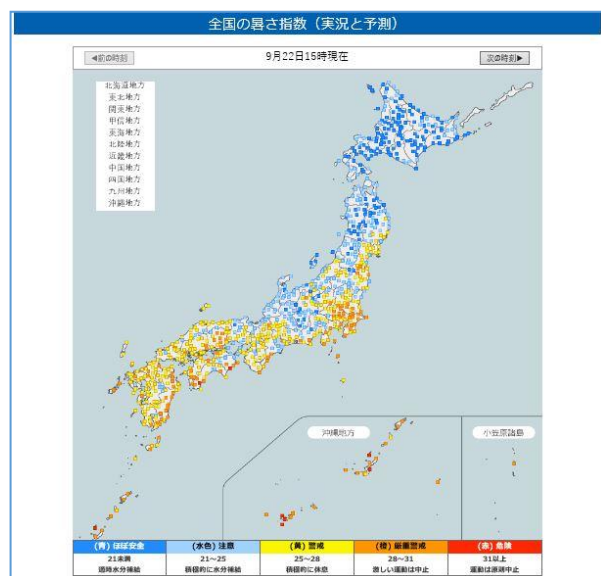 全国の暑さ指数（実況と予測）
◀前の時刻
9月22日15時現在
次の時刻▶
北海道地方
東北地方
関東地方
甲信地方
東海地方
北陸地方
近畿地方
中国地方
四国地方
九州地方
沖縄地方
沖縄地方
小笠原諸島
(青) ほぼ安全
(水色) 注意
(黄) 警戒
(橙) 厳重警戒
(赤) 危険
21未満
21～25
25～28
28～31
31以上
適時水分補給
積極的に水分補給
積極的に休息
激しい運動は中止
運動は原則中止